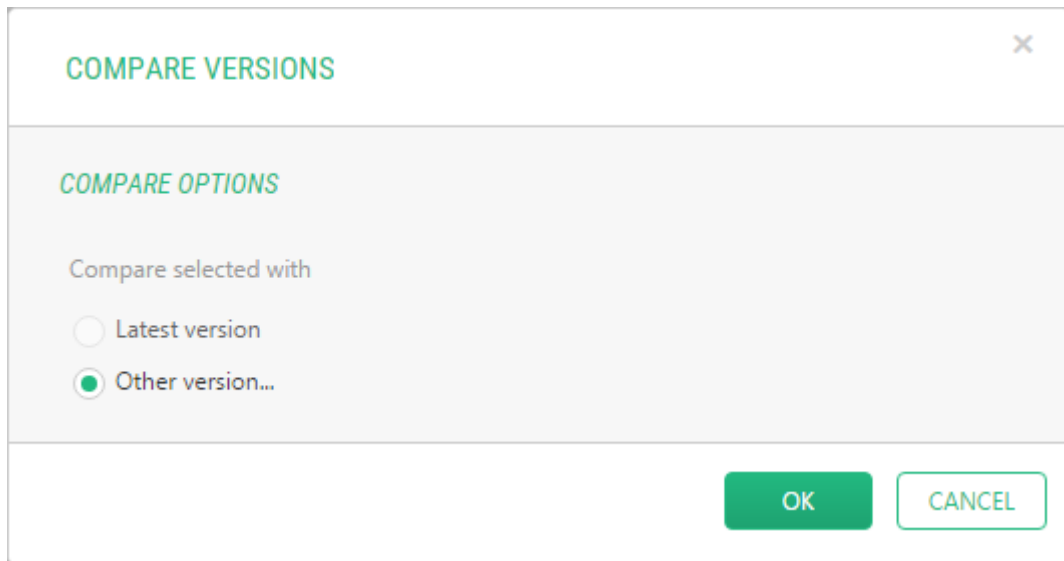 COMPARE VERSIONS
×
COMPARE OPTIONS
Compare selected with
Latest version
Other version...
OK
CANCEL